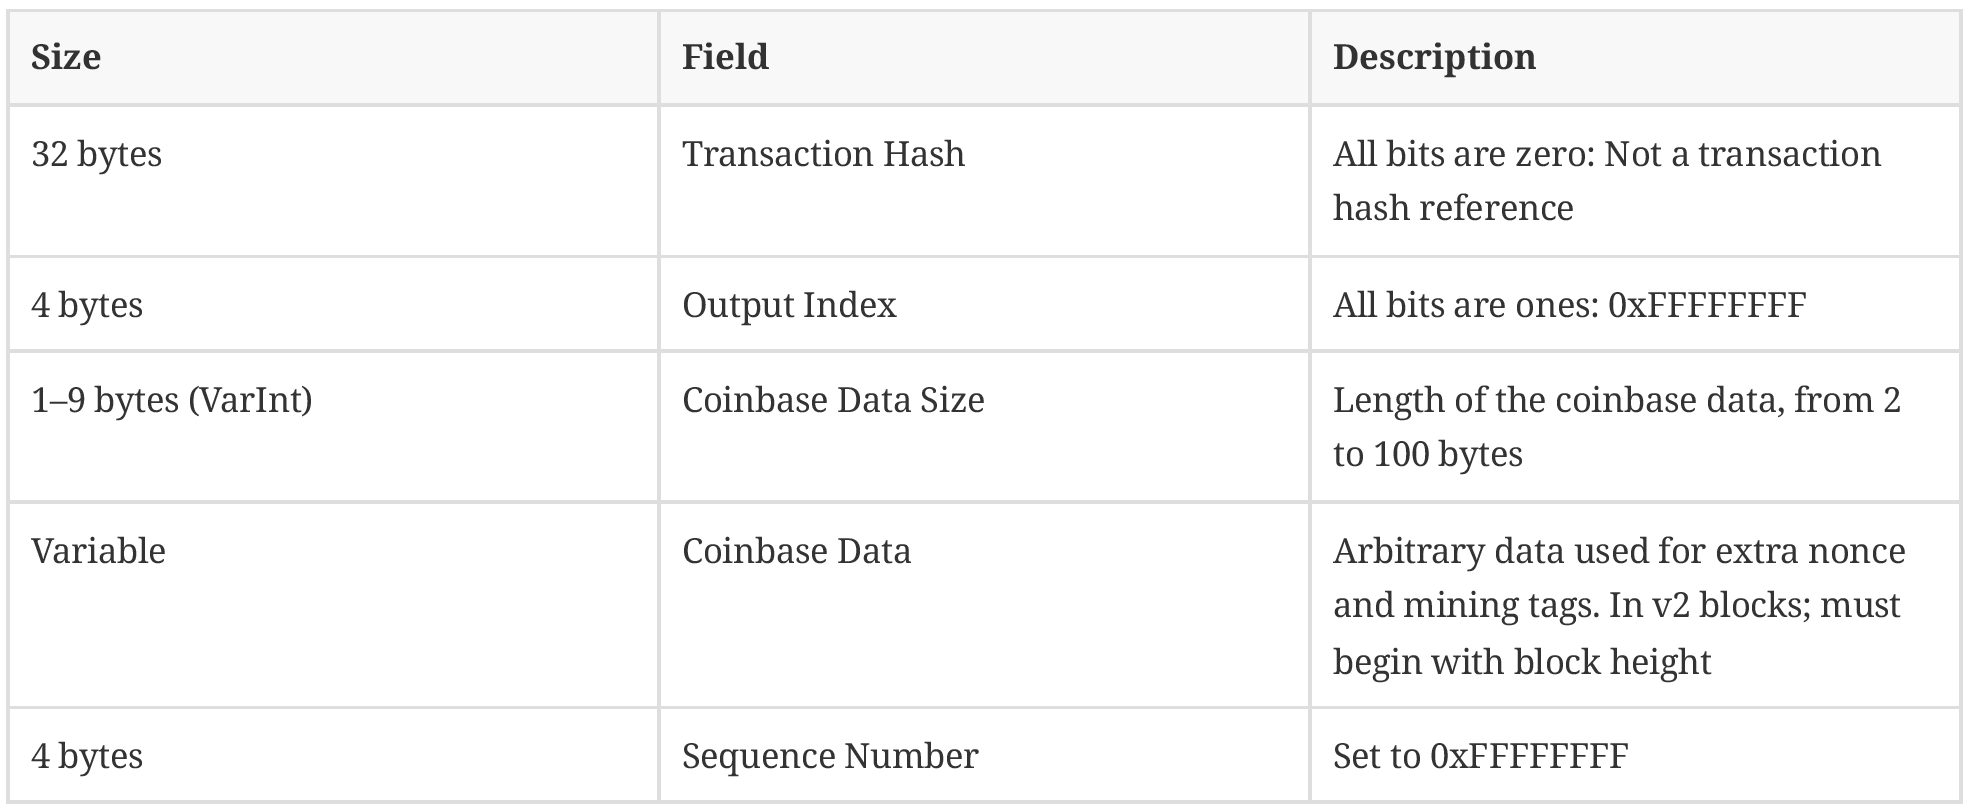 Size Field Description
32 bytes Transaction Hash All bits are zero: Not a transaction
hash reference
4 bytes Output Index All bits are ones: 0xFFFFFFFF
1–9 bytes (VarInt) Coinbase Data Size Length of the coinbase data, from 2
to 100 bytes
Variable Coinbase Data Arbitrary data used for extra nonce
and mining tags. In v2 blocks; must
begin with block height
4 bytes Sequence Number Set to 0xFFFFFFFF